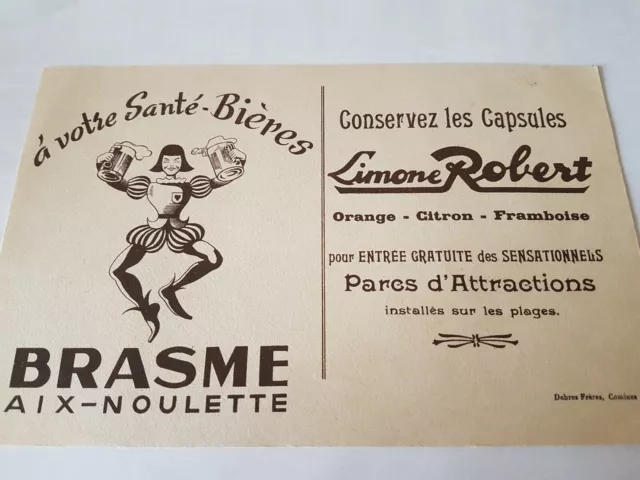 à votre Santé - Bières
BRASME
AIX-NOULETTE
Conservez les Capsules
Limone Robert
Orange - Citron - Framboise
pour ENTRÉE GRATUITE des SENSATIONNELS
Parcs d'Attractions
installés sur les plages.
Debres Frères, Comines